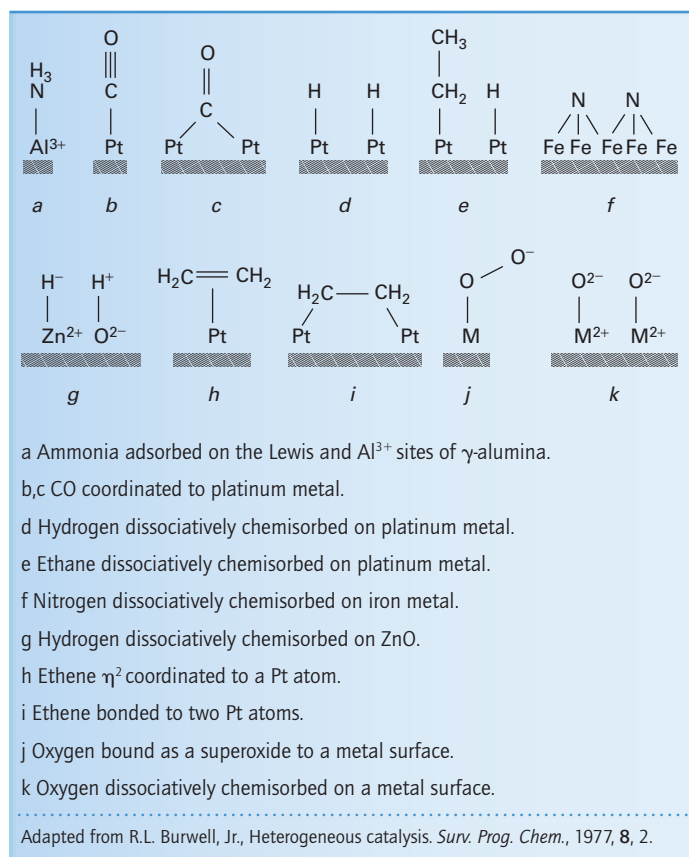 H₃ N Al³⁺
O C Pt
O C Pt Pt
H H Pt Pt
CH₃ CH₂ H Pt Pt
N N Fe Fe Fe Fe Fe
a b c d e f
H⁻ H⁺ Zn²⁺ O²⁻
H₂C CH₂ Pt
H₂C CH₂ Pt Pt
O⁻ O M
O²⁻ O²⁻ M²⁺ M²⁺
g h i j k
a Ammonia adsorbed on the Lewis and Al³⁺ sites of γ-alumina.
b,c CO coordinated to platinum metal.
d Hydrogen dissociatively chemisorbed on platinum metal.
e Ethane dissociatively chemisorbed on platinum metal.
f Nitrogen dissociatively chemisorbed on iron metal.
g Hydrogen dissociatively chemisorbed on ZnO.
h Ethene η² coordinated to a Pt atom.
i Ethene bonded to two Pt atoms.
j Oxygen bound as a superoxide to a metal surface.
k Oxygen dissociatively chemisorbed on a metal surface.
Adapted from R.L. Burwell, Jr., Heterogeneous catalysis. Surv. Prog. Chem., 1977, 8, 2.